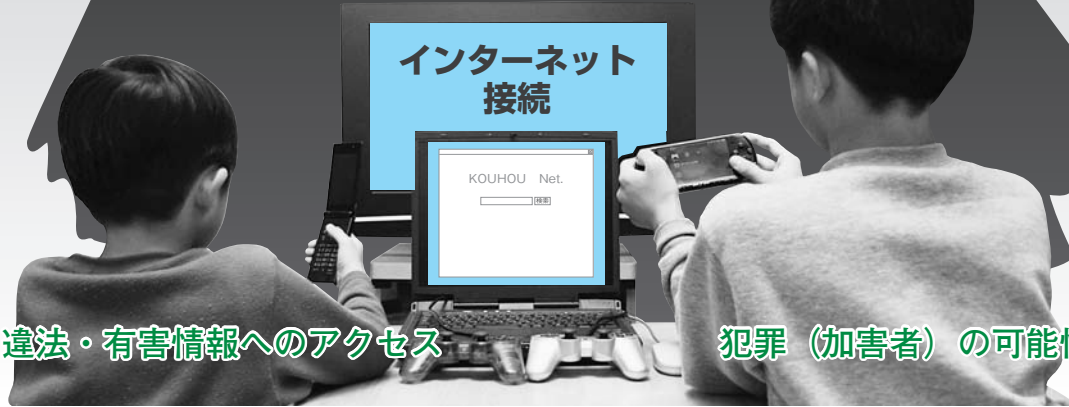 インターネット
接続
KOUHOU Net.
検索
違法・有害情報へのアクセス
犯罪（加害者）の可能性